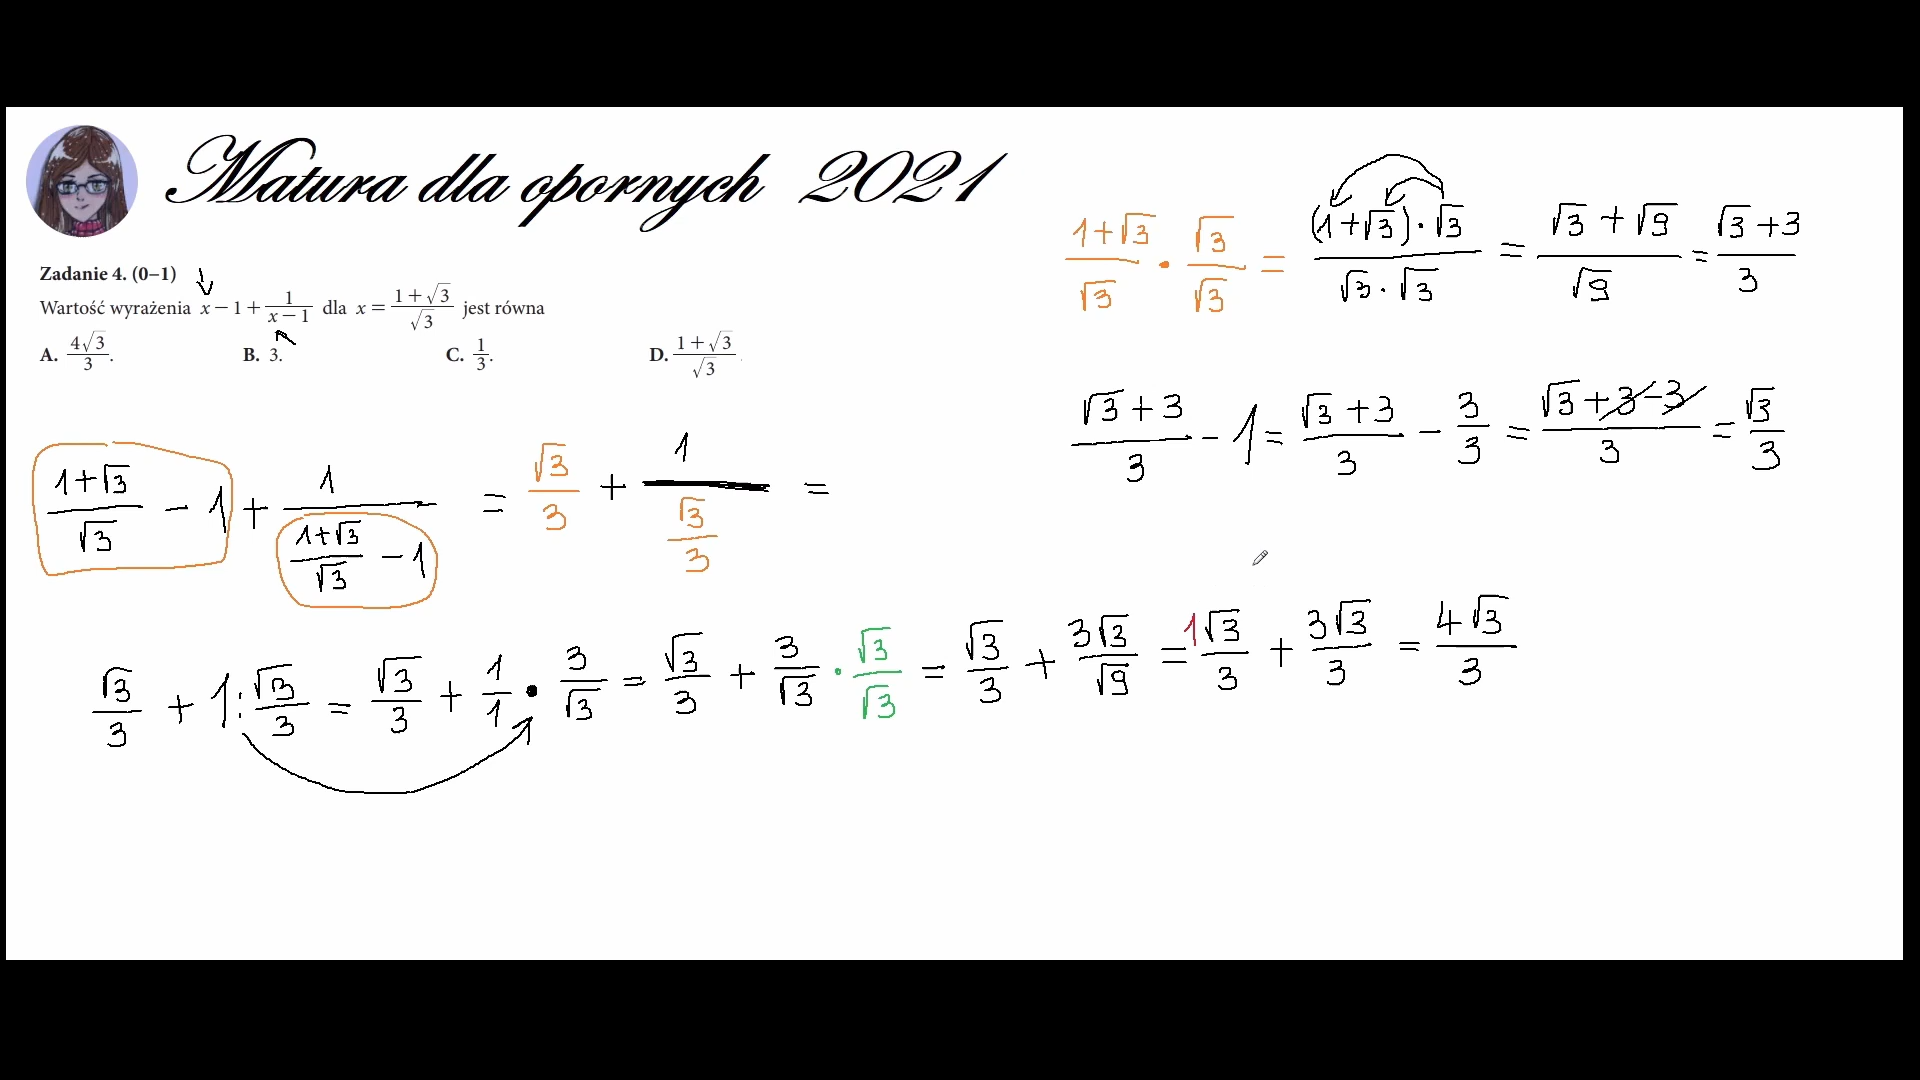 Matura dla opornych 2021
Zadanie 4. (0–1)
Wartość wyrażenia x − 1 + 1/(x − 1) dla x = (1 + √3)/√3 jest równa
A. 4√3/3. B. 3. C. 1/3. D. (1 + √3)/√3.
(1+√3)/√3 · √3/√3 = ((1+√3)·√3)/(√3·√3) = (√3+√9)/√9 = (√3+3)/3
(√3+3)/3 − 1 = (√3+3)/3 − 3/3 = (√3+3−3)/3 = √3/3
(1+√3)/√3 − 1 + 1/((1+√3)/√3 − 1) = √3/3 + 1/(√3/3) =
√3/3 + 1 : √3/3 = √3/3 + 1/1 · 3/√3 = √3/3 + 3/√3 · √3/√3 = √3/3 + 3√3/√9 = 1√3/3 + 3√3/3 = 4√3/3